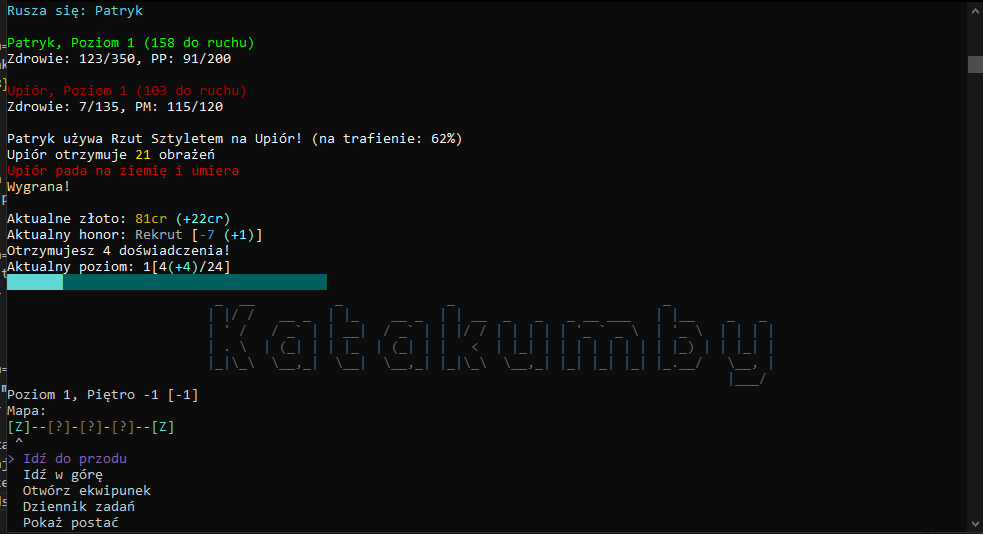 Rusza się: Patryk
Patryk, Poziom 1 (158 do ruchu)
Zdrowie: 123/350, PP: 91/200
Upiór, Poziom 1 (103 do ruchu)
Zdrowie: 7/135, PM: 115/120
Patryk używa Rzut Sztyletem na Upiór! (na trafienie: 62%)
Upiór otrzymuje 21 obrażeń
Upiór pada na ziemię i umiera
Wygrana!
Aktualne złoto: 81cr (+22cr)
Aktualny honor: Rekrut [-7 (+1)]
Otrzymujesz 4 doświadczenia!
Aktualny poziom: 1[4(+4)/24]
Katakumby
Poziom 1, Piętro -1 [-1]
Mapa:
[Z]--[?]-[?]-[?]--[Z]
^
> Idź do przodu
Idź w górę
Otwórz ekwipunek
Dziennik zadań
Pokaż postać